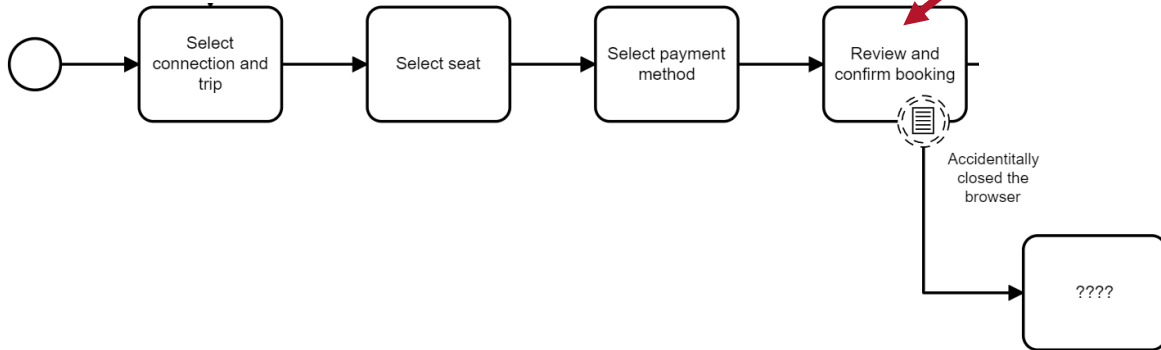 Select
connection and
trip
Select seat
Select payment
method
Review and
confirm booking
Accidentitally
closed the
browser
????